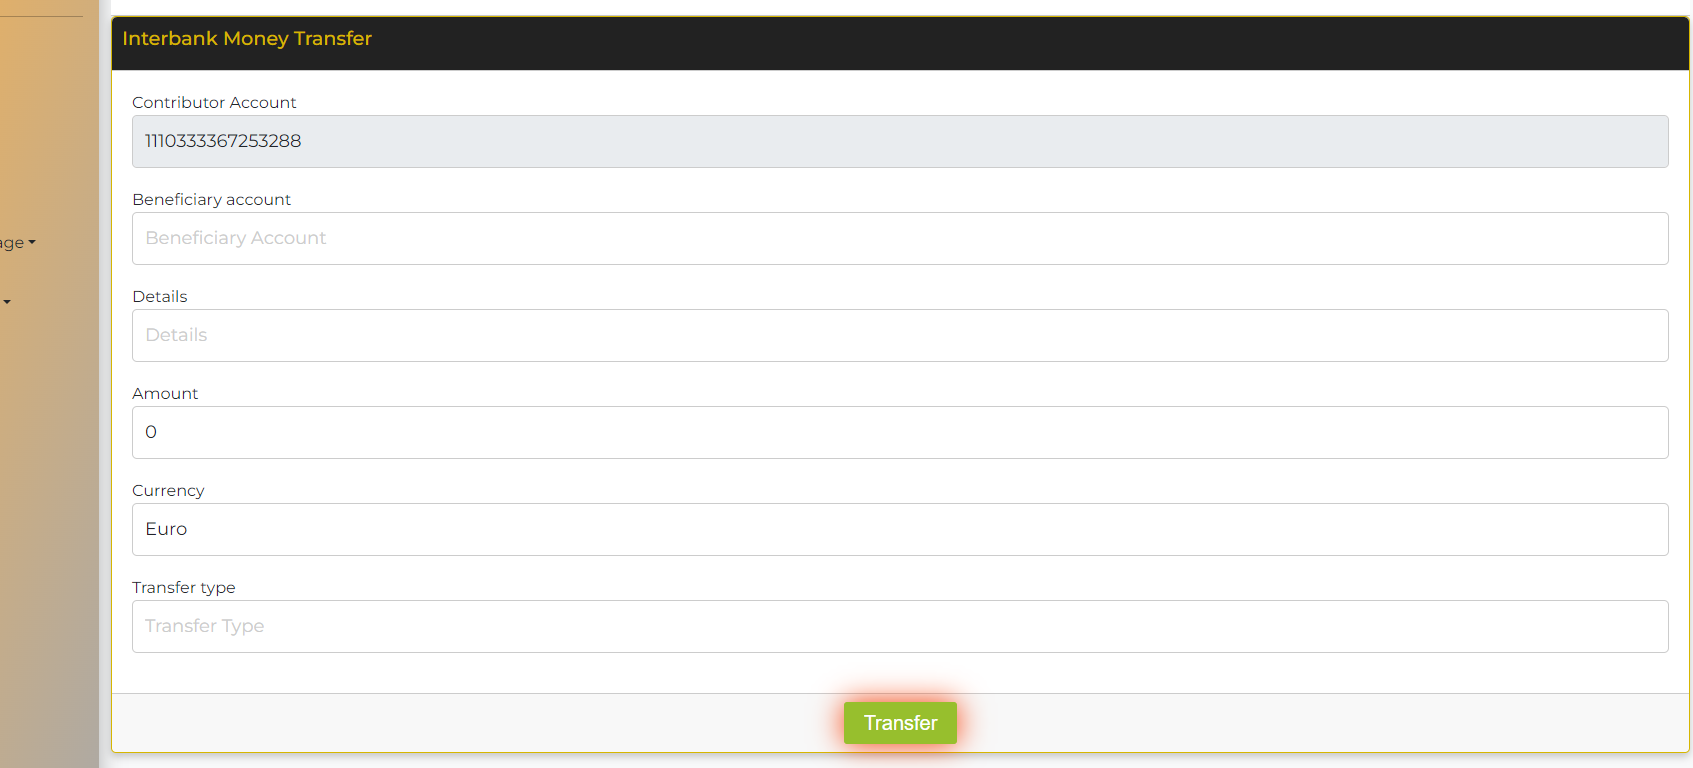 Interbank Money Transfer
Contributor Account
1110333367253288
Beneficiary account
Beneficiary Account
age
Details
Details
Amount
0
Currency
Euro
Transfer type
Transfer Type
Transfer